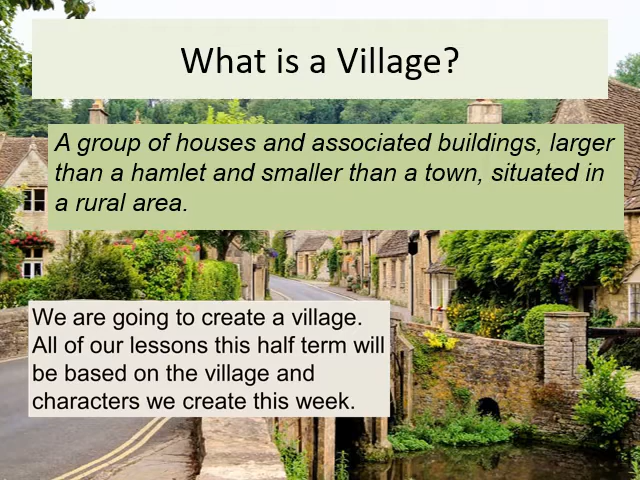 What is a Village?
A group of houses and associated buildings, larger
than a hamlet and smaller than a town, situated in
a rural area.
We are going to create a village.
All of our lessons this half term will
be based on the village and
characters we create this week.